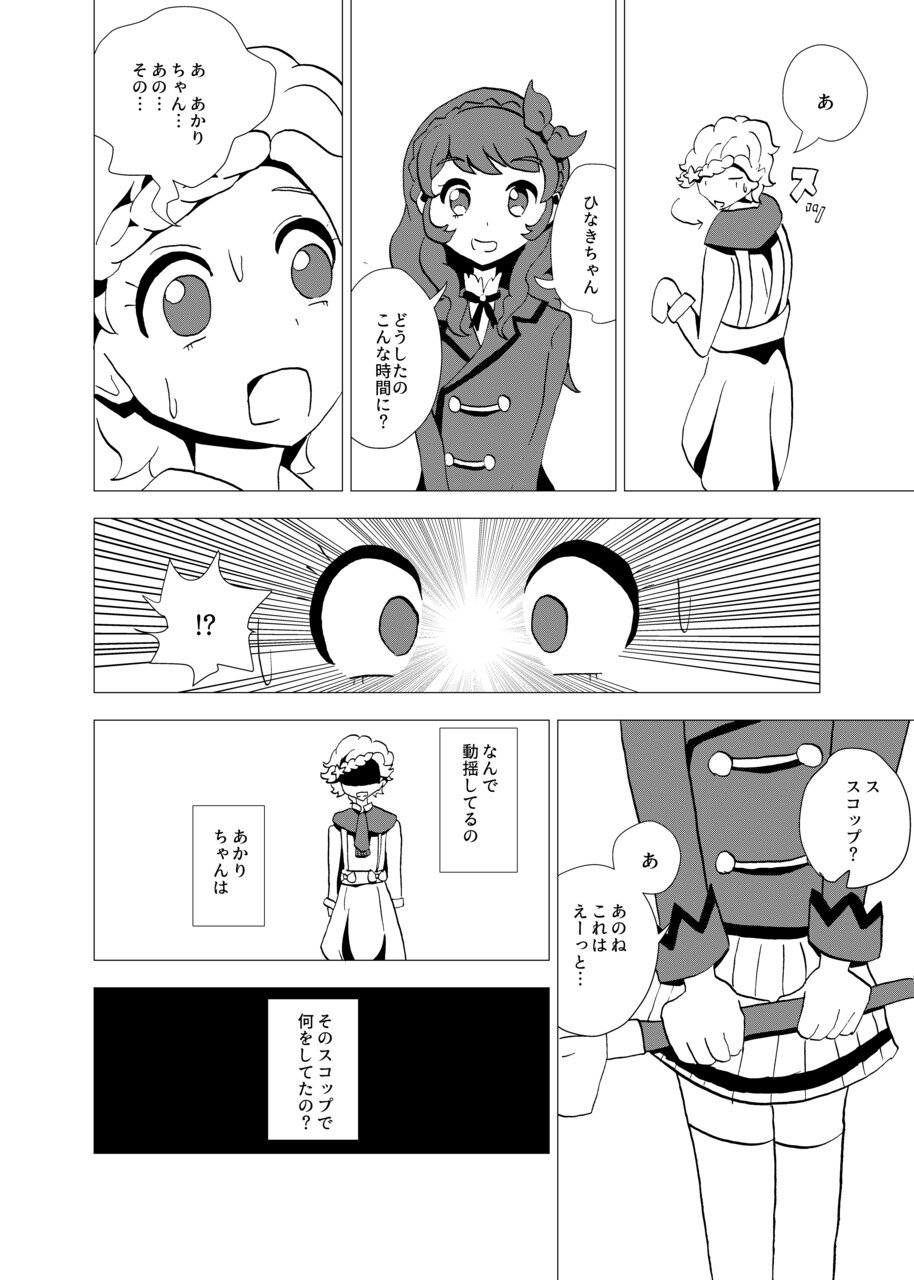 あ
スッ
ひなきちゃん
どうしたの
こんな時間に?
あ あかり
ちゃん…
あの…
その…
!?
ス
スコップ?
あ
あのね
これは
えーっと…
なんで
動揺してるの
あかり
ちゃんは
そのスコップで
何をしてたの?